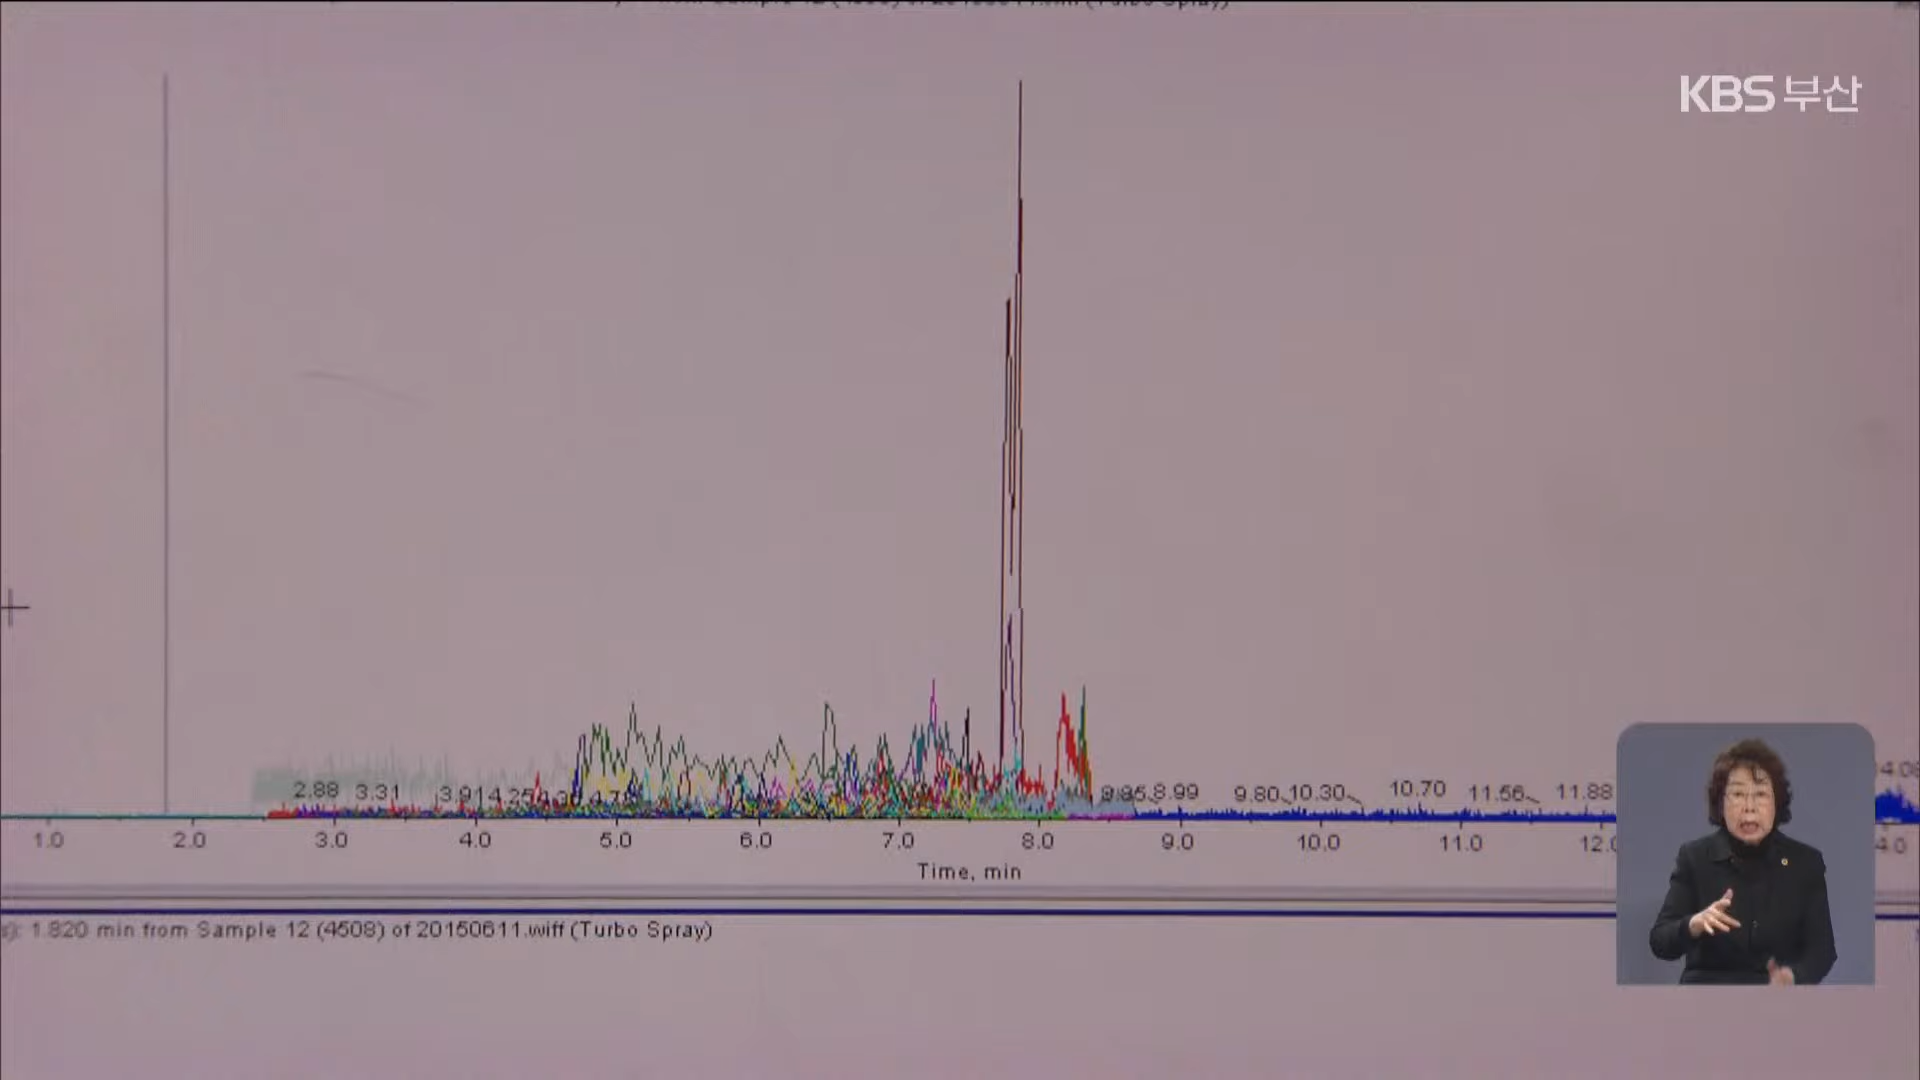 KBS 부산
2.88 3.31 8.99 9.80 10.30 10.70 11.56 11.88
1.0 2.0 3.0 4.0 5.0 6.0 7.0 8.0 9.0 10.0 11.0
Time, min
1.820 min from Sample 12 (4508) of 20150611.wiff (Turbo Spray)